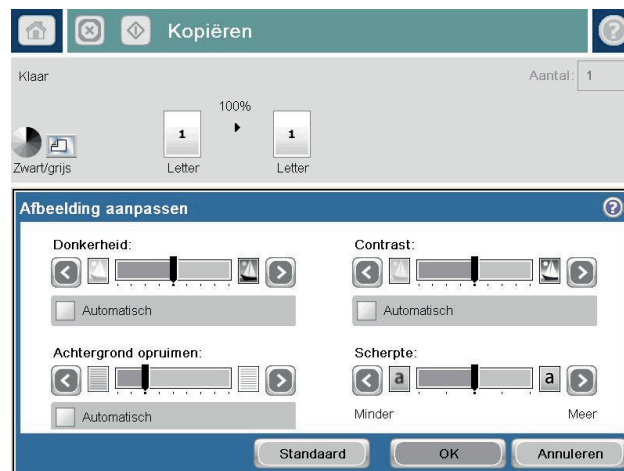 Kopiëren
Klaar
Aantal: 1
100%
1 1
Zwart/grijs Letter Letter
Afbeelding aanpassen
Donkerheid: Contrast:
Automatisch Automatisch
Achtergrond opruimen: Scherpte:
a a
Automatisch Minder Meer
Standaard OK Annuleren